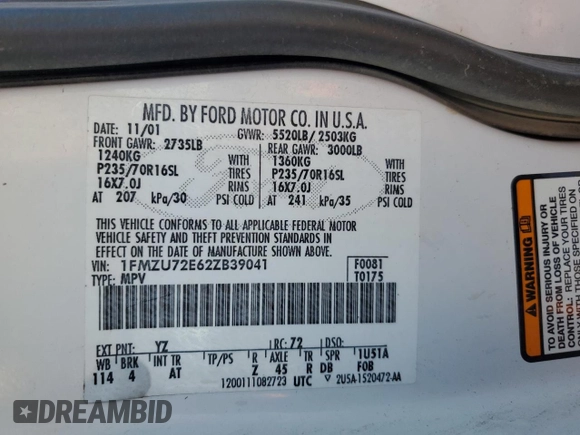 MFD. BY FORD MOTOR CO. IN U.S.A.
DATE: 11/01 GVWR: 5520LB/ 2503KG
FRONT GAWR: 2735LB REAR GAWR: 3000LB
1240KG WITH 1360KG WITH
P235/70R16SL TIRES P235/70R16SL TIRES
16X7.0J RIMS 16X7.0J RIMS
AT 207 kPa/30 PSI COLD AT 241 kPa/35 PSI COLD
THIS VEHICLE CONFORMS TO ALL APPLICABLE FEDERAL MOTOR
VEHICLE SAFETY AND THEFT PREVENTION STANDARDS IN
EFFECT ON THE DATE OF MANUFACTURE SHOWN ABOVE.
VIN: 1FMZU72E62ZB39041 F0081
TYPE: MPV T0175
EXT PNT: YZ RC: 72 DSO:
WB BRK INT TR TP/PS R AXLE TR SPR 1U51A
114 4 AT Z 45 R DB FOB
1200111082723 UTC 2U5A-1520472-AA
TO AVOID SERIOUS INJURY OR
DEATH FROM LOSS OF
EASYBIDAMERICA